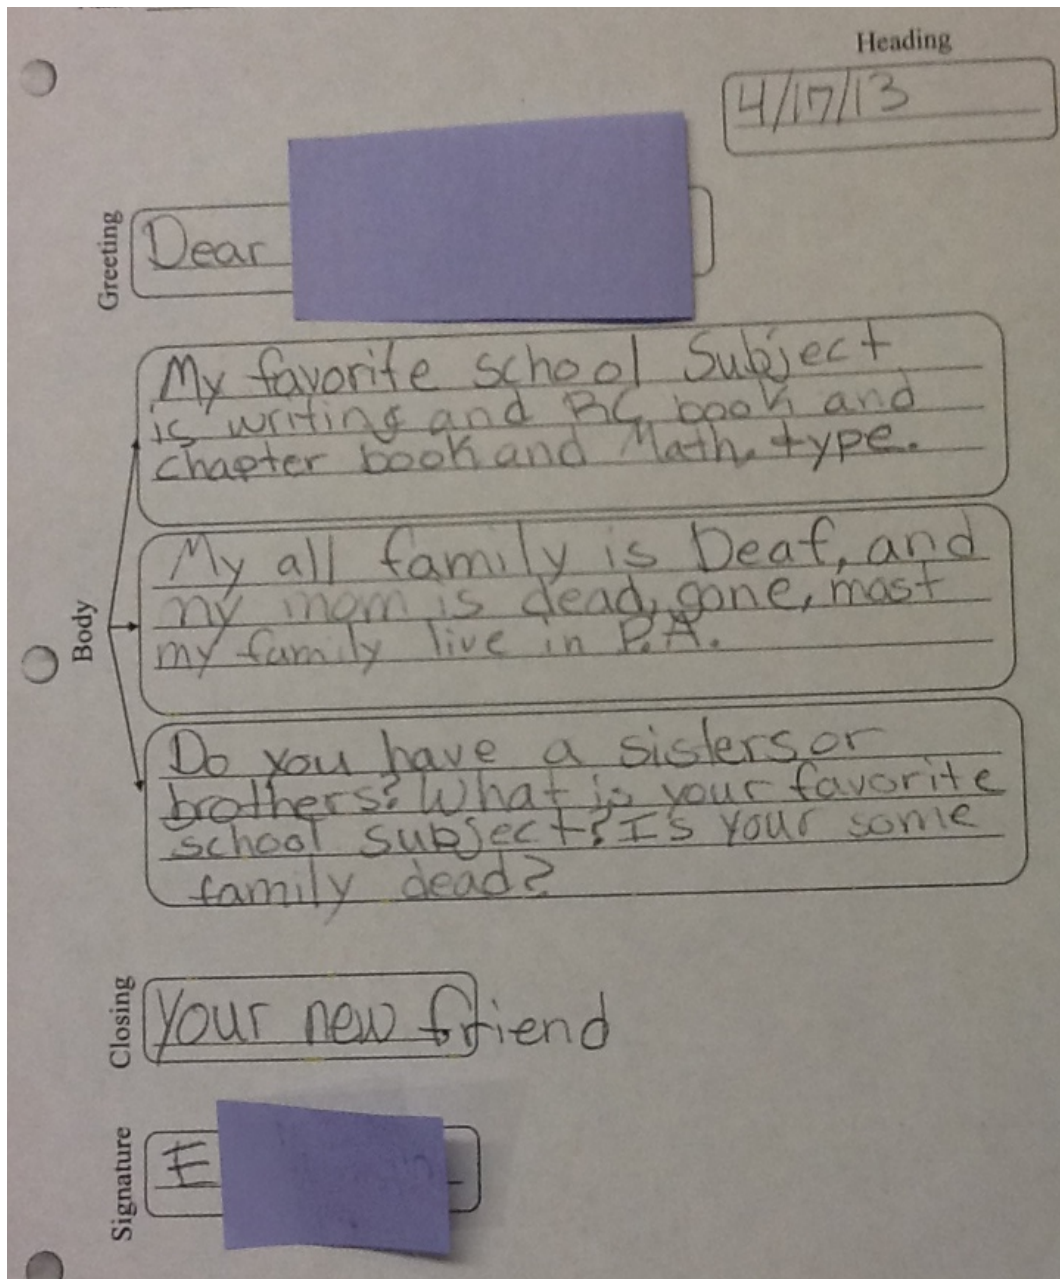 Heading
4/17/13
Greeting
Dear
My favorite school Subject
is writing and BC book and
chapter book and Math. type.
Body
My all family is Deaf, and
my mom is dead, gone, most
my family live in P.A.
Do you have a sisters or
brothers? What is your favorite
school subject? Is your some
family dead?
Closing
Your new friend
Signature
E